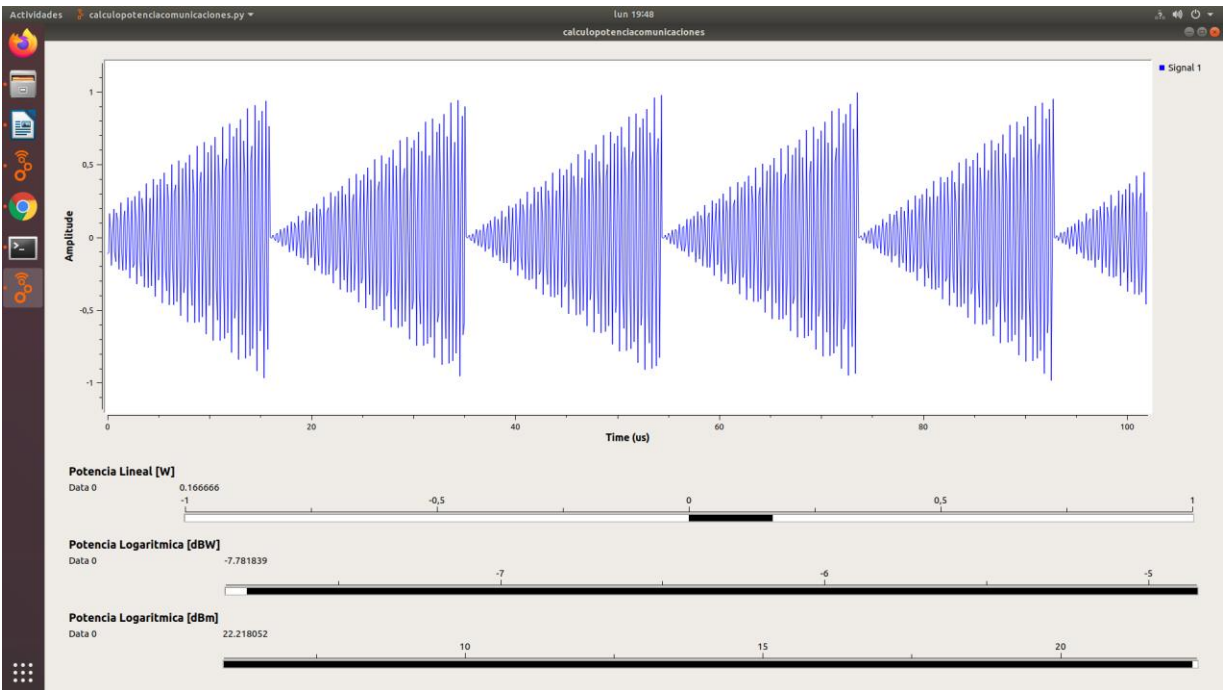 Actividades calculopotenciacomunicaciones.py lun 19:48
calculopotenciacomunicaciones
Signal 1
1
0,5
0
-0,5
-1
Amplitude
0 20 40 60 80 100
Time (us)
Potencia Lineal [W]
Data 0 0.166666
-1 -0,5 0 0,5 1
Potencia Logaritmica [dBW]
Data 0 -7.781839
-7 -6 -5
Potencia Logaritmica [dBm]
Data 0 22.218052
10 15 20